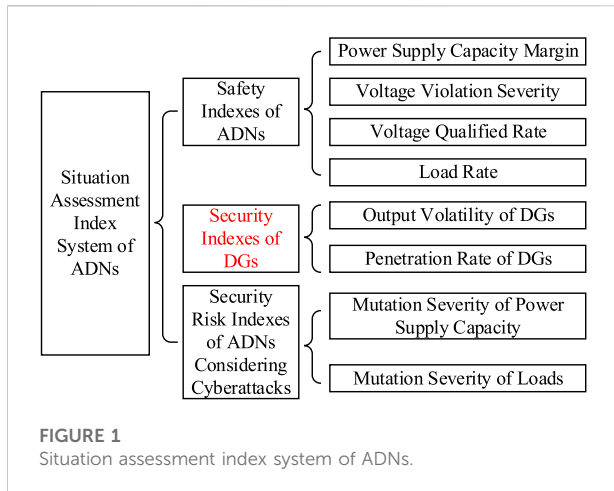 Situation
Assessment
Index
System of
ADNs
Safety
Indexes of
ADNs
Power Supply Capacity Margin
Voltage Violation Severity
Voltage Qualified Rate
Load Rate
Security
Indexes of
DGs
Output Volatility of DGs
Penetration Rate of DGs
Security
Risk Indexes
of ADNs
Considering
Cyberattacks
Mutation Severity of Power
Supply Capacity
Mutation Severity of Loads
FIGURE 1
Situation assessment index system of ADNs.